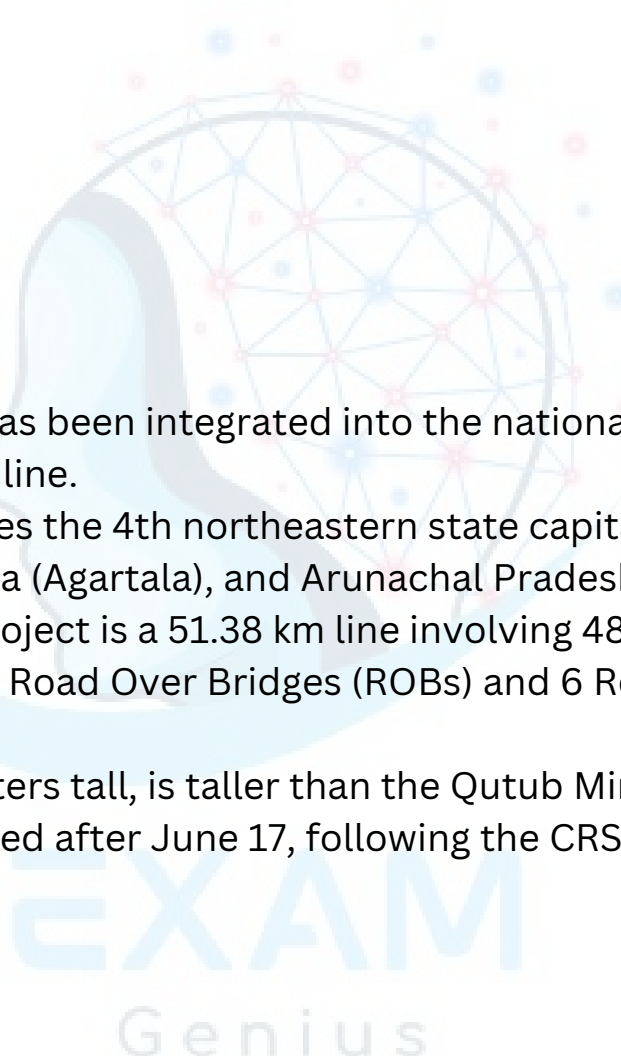 as been integrated into the nationa
line.
es the 4th northeastern state capit
a (Agartala), and Arunachal Prades
oject is a 51.38 km line involving 48
Road Over Bridges (ROBs) and 6 R
ters tall, is taller than the Qutub Mi
ed after June 17, following the CRS
EXAM
Genius